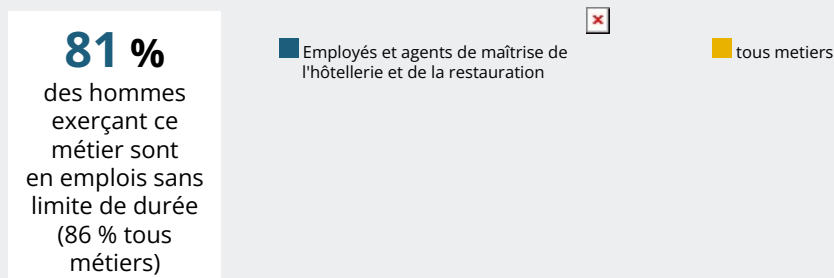 81 %
des hommes
exerçant ce
métier sont
en emplois sans
limite de durée
(86 % tous
métiers)
Employés et agents de maîtrise de
l'hôtellerie et de la restauration
tous metiers